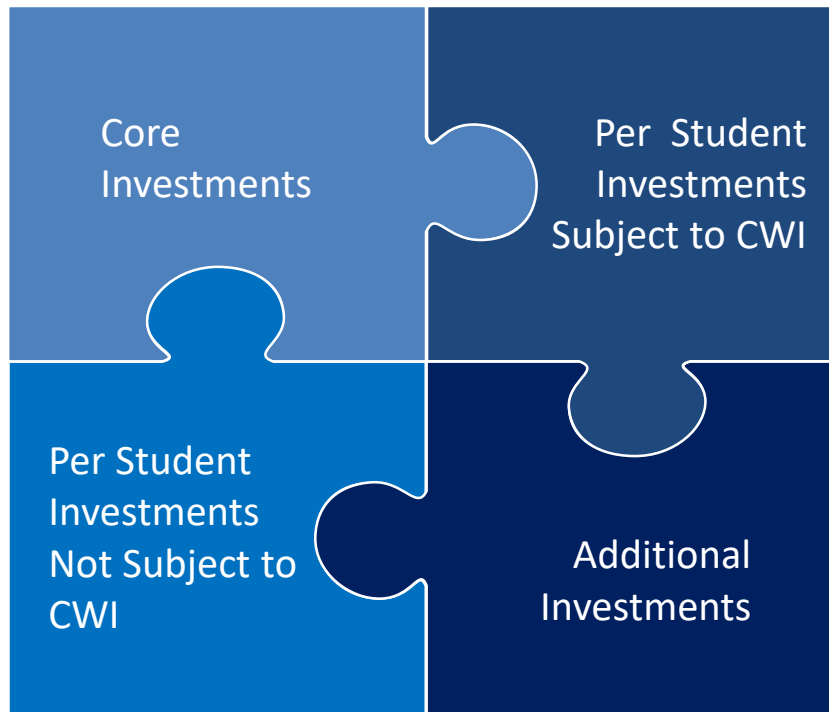 Core
Investments
Per Student
Investments
Subject to CWI
Per Student
Investments
Not Subject to
CWI
Additional
Investments